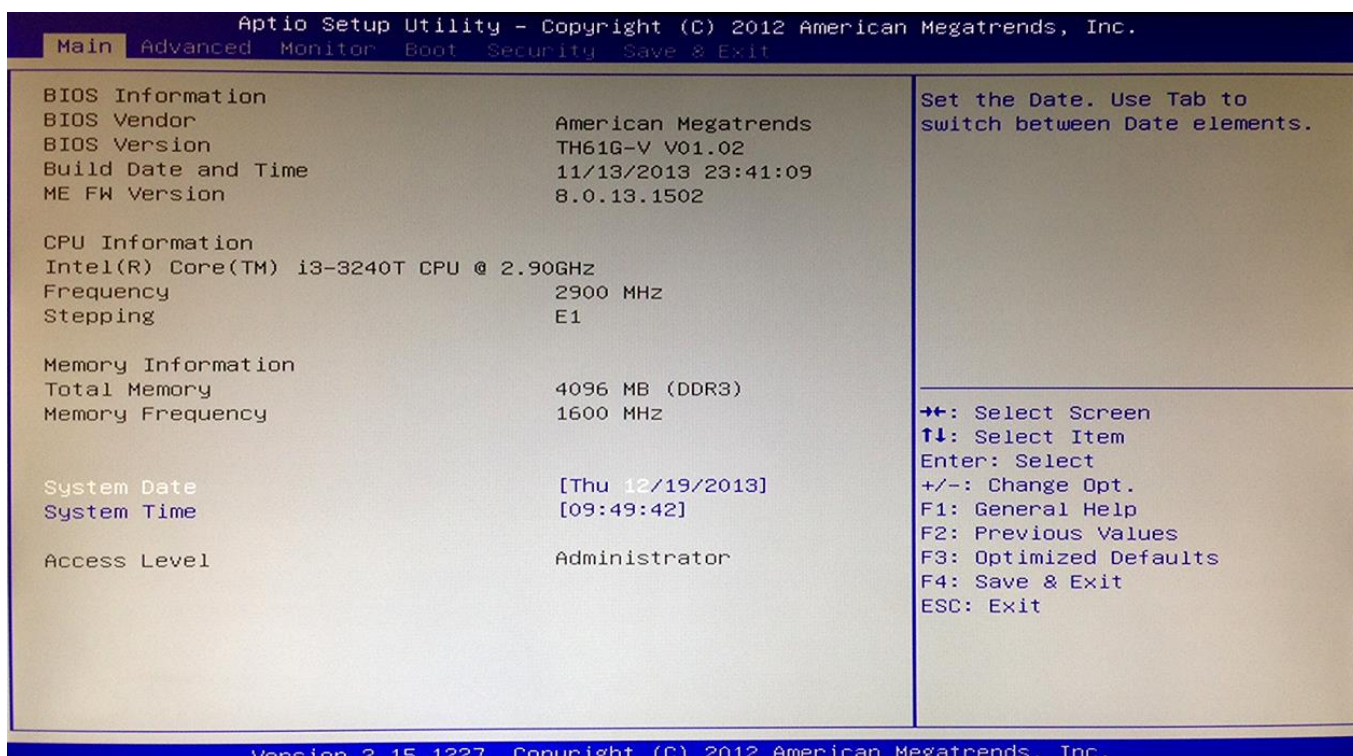 Aptio Setup Utility - Copyright (C) 2012 American Megatrends, Inc.
Main Advanced Monitor Boot Security Save & Exit
BIOS Information
BIOS Vendor American Megatrends
BIOS Version TH61G-V V01.02
Build Date and Time 11/13/2013 23:41:09
ME FW Version 8.0.13.1502
CPU Information
Intel(R) Core(TM) i3-3240T CPU @ 2.90GHz
Frequency 2900 MHz
Stepping E1
Memory Information
Total Memory 4096 MB (DDR3)
Memory Frequency 1600 MHz
System Date [Thu 12/19/2013]
System Time [09:49:42]
Access Level Administrator
Set the Date. Use Tab to
switch between Date elements.
→←: Select Screen
↑↓: Select Item
Enter: Select
+/-: Change Opt.
F1: General Help
F2: Previous Values
F3: Optimized Defaults
F4: Save & Exit
ESC: Exit
Version 2.15.1227. Copyright (C) 2012 American Megatrends, Inc.